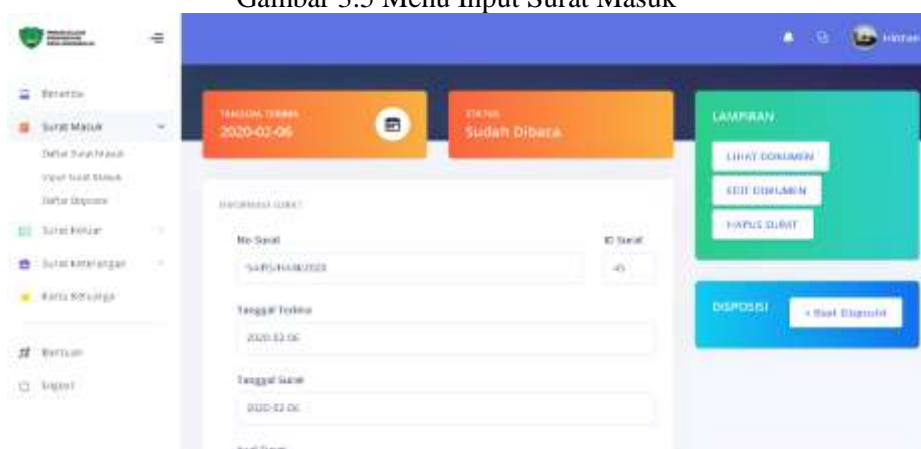 Gambar 3.5 Menu Input Surat Masuk
Beranda
Surat Masuk
Daftar Surat Masuk
Input Surat Masuk
Daftar Disposisi
Surat Keluar
Surat Keterangan
Kartu Keluarga
Bantuan
Logout
TANGGAL TERIMA
2020-02-06
STATUS
Sudah Dibaca
INFORMASI SURAT
No Surat
ID Surat
45
Tanggal Terima
2020-02-06
Tanggal Surat
2020-02-06
LAMPIRAN
LIHAT DOKUMEN
EDIT DOKUMEN
HAPUS SURAT
DISPOSISI
+ Buat Disposisi